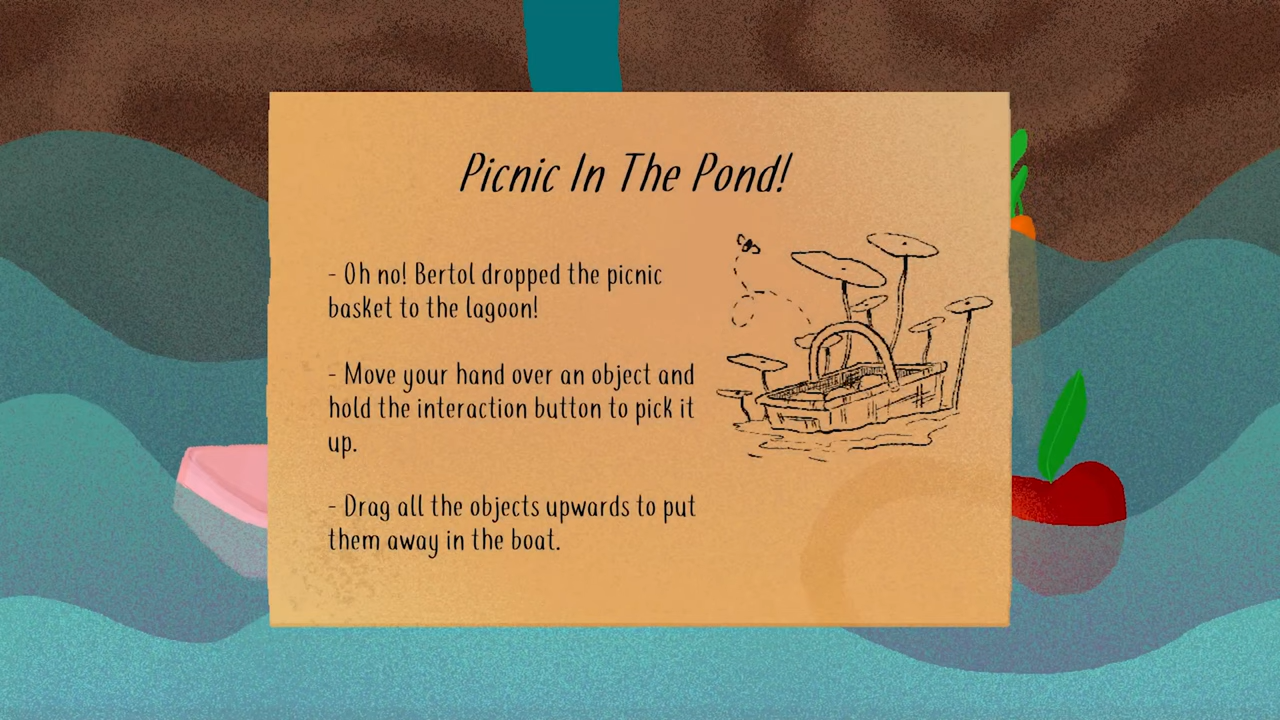 Picnic In The Pond!
- Oh no! Bertol dropped the picnic
basket to the lagoon!
- Move your hand over an object and
hold the interaction button to pick it
up.
- Drag all the objects upwards to put
them away in the boat.